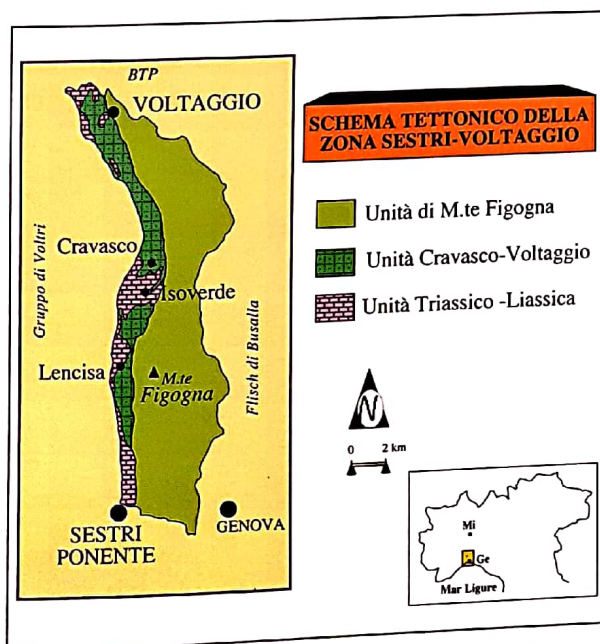 BTP
VOLTAGGIO
Cravasco
Isoverde
Gruppo di Voltri
Lencisa
M.te
Figogna
Flisch di Busalla
SESTRI
PONENTE
GENOVA
SCHEMA TETTONICO DELLA
ZONA SESTRI-VOLTAGGIO
Unità di M.te Figogna
Unità Cravasco-Voltaggio
Unità Triassico -Liassica
N
0 2 km
Mi
Ge
Mar Ligure